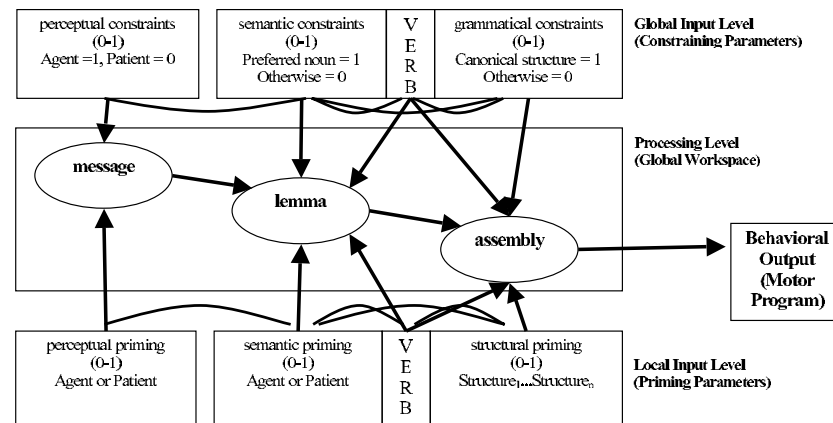 perceptual constraints
(0-1)
Agent =1, Patient = 0
semantic constraints
(0-1)
Preferred noun = 1
Otherwise = 0
V
E
R
B
grammatical constraints
(0-1)
Canonical structure = 1
Otherwise = 0
Global Input Level
(Constraining Parameters)
Processing Level
(Global Workspace)
message
lemma
assembly
Behavioral
Output
(Motor
Program)
perceptual priming
(0-1)
Agent or Patient
semantic priming
(0-1)
Agent or Patient
V
E
R
B
structural priming
(0-1)
Structure₁....Structureₙ
Local Input Level
(Priming Parameters)